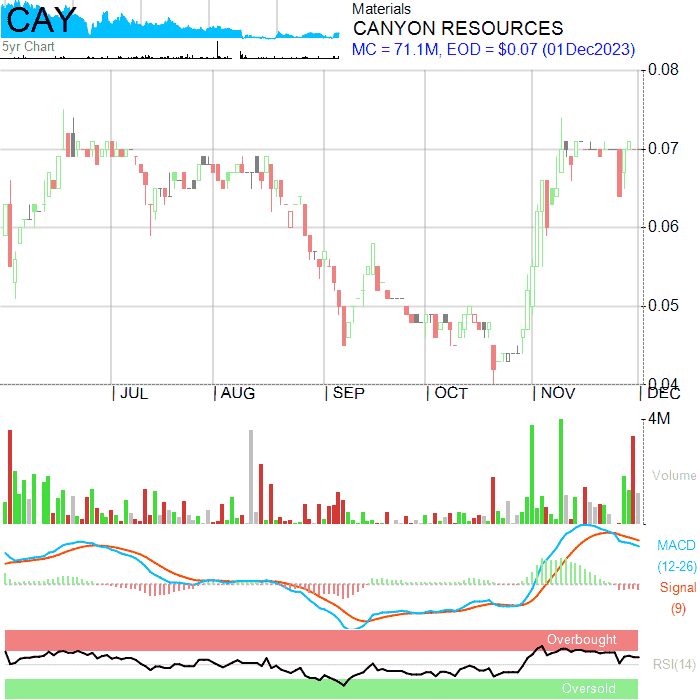 CAY
5yr Chart
Materials
CANYON RESOURCES
MC = 71.1M, EOD = $0.07 (01Dec2023)
0.08
0.07
0.06
0.05
0.04
JUL
AUG
SEP
OCT
NOV
DEC
4M
Volume
MACD
(12-26)
Signal
(9)
Overbought
RSI(14)
Oversold